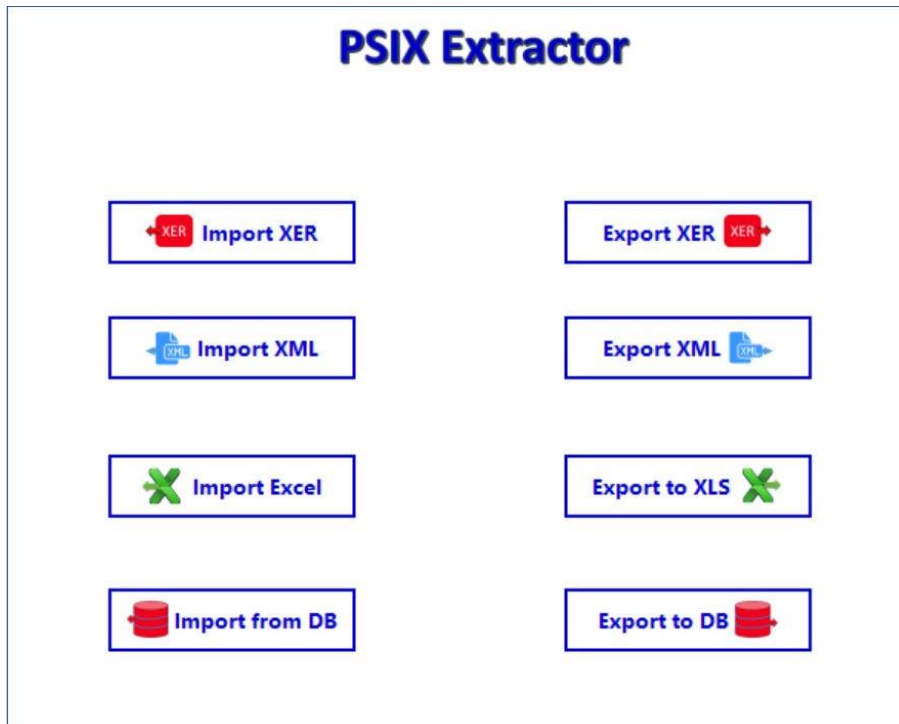 PSIX Extractor
XER Import XER
Export XER XER
XML Import XML
Export XML XML
Import Excel
Export to XLS
Import from DB
Export to DB